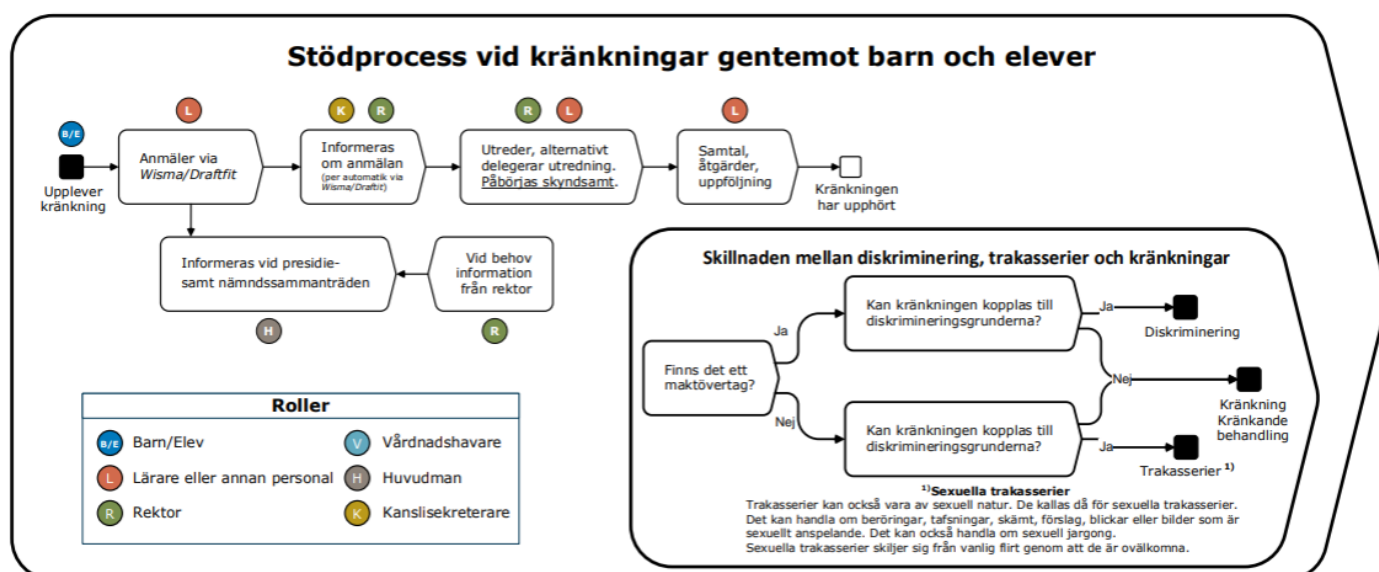 Stödprocess vid kränkningar gentemot barn och elever
B/E
Upplever
kränkning
L
Anmäler via
Wisma/Draftfit
K
R
Informeras
om anmälan
(per automatik via
Wisma/Draftit)
R
L
Utreder, alternativt
delegerar utredning.
Påbörjas skyndsamt.
L
Samtal,
åtgärder,
uppföljning
Kränkningen
har upphört
Informeras vid presidie-
samt nämndssammanträden
H
Vid behov
information
från rektor
R
Roller
B/E Barn/Elev
L Lärare eller annan personal
R Rektor
V Vårdnadshavare
H Huvudman
K Kanslisekreterare
Skillnaden mellan diskriminering, trakasserier och kränkningar
Finns det ett
maktövertag?
Ja
Nej
Kan kränkningen kopplas till
diskrimineringsgrunderna?
Ja
Diskriminering
Nej
Kränkning
Kränkande
behandling
Kan kränkningen kopplas till
diskrimineringsgrunderna?
Ja
Trakasserier 1)
1)Sexuella trakasserier
Trakasserier kan också vara av sexuell natur. De kallas då för sexuella trakasserier.
Det kan handla om beröringar, tafsningar, skämt, förslag, blickar eller bilder som är
sexuellt anspelande. Det kan också handla om sexuell jargong.
Sexuella trakasserier skiljer sig från vanlig flirt genom att de är ovälkomna.